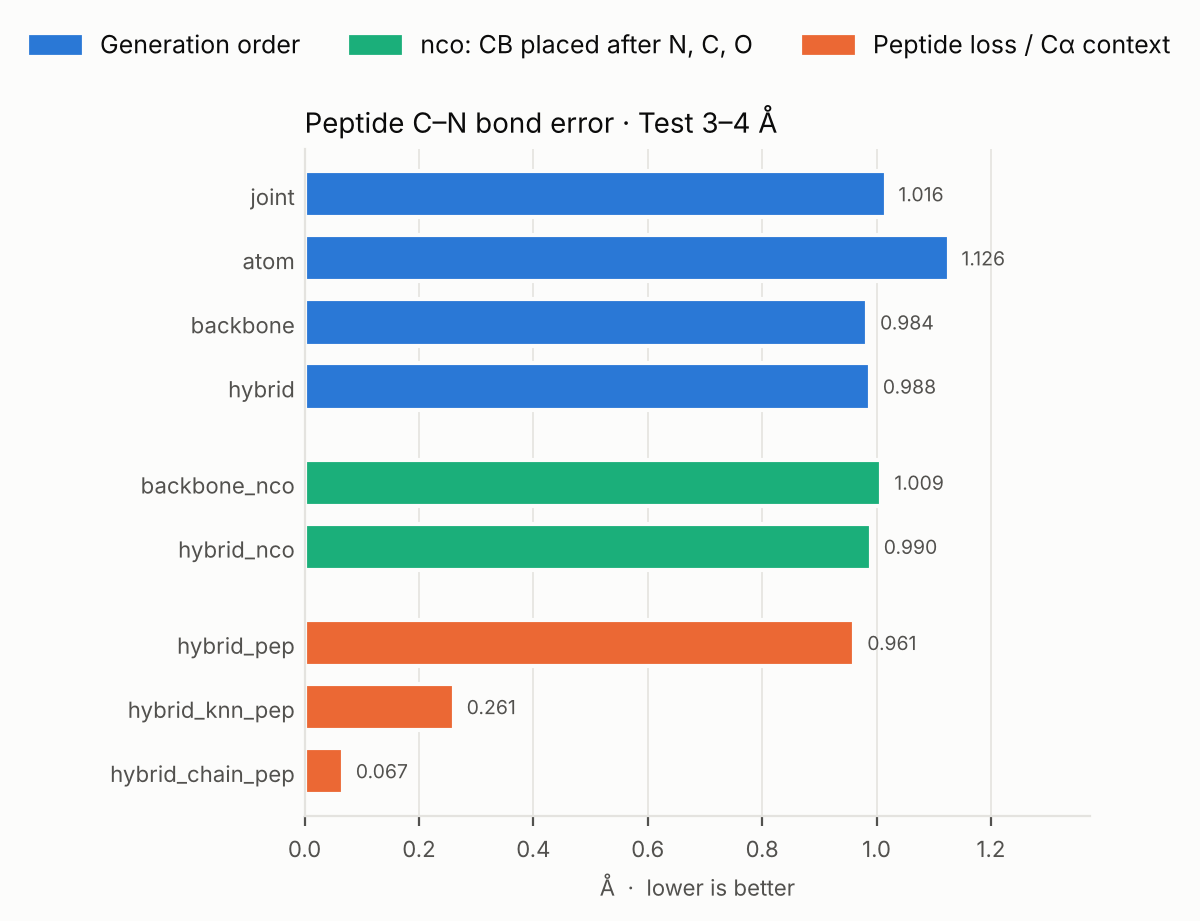 Generation order
nco: CB placed after N, C, O
Peptide loss / Cα context
Peptide C–N bond error · Test 3–4 Å
joint 1.016
atom 1.126
backbone 0.984
hybrid 0.988
backbone_nco 1.009
hybrid_nco 0.990
hybrid_pep 0.961
hybrid_knn_pep 0.261
hybrid_chain_pep 0.067
0.0 0.2 0.4 0.6 0.8 1.0 1.2
Å · lower is better